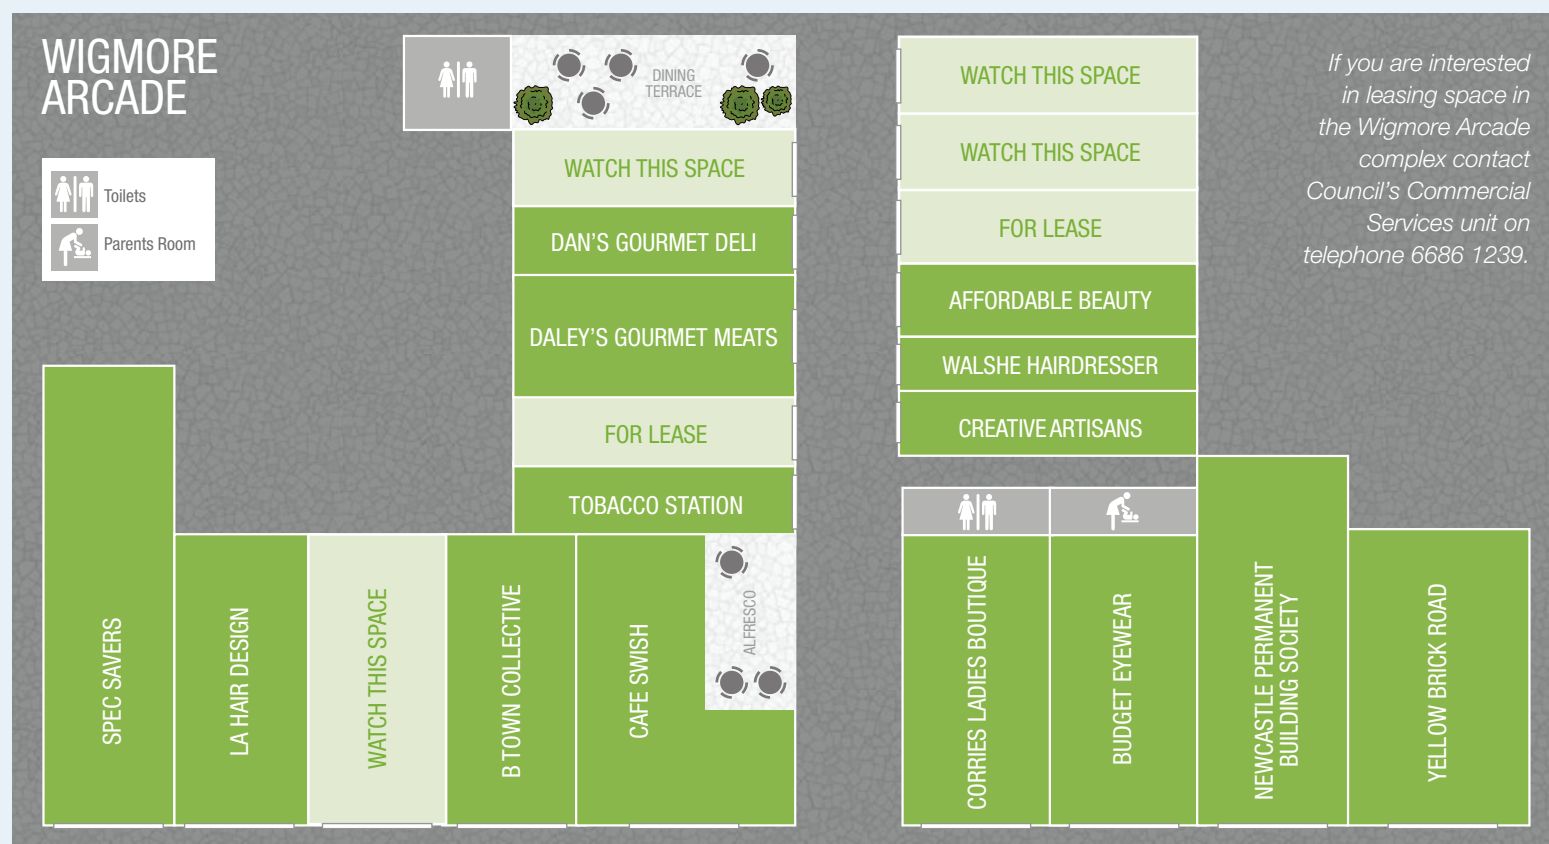 WIGMORE
ARCADE
Toilets
Parents Room
DINING
TERRACE
WATCH THIS SPACE
DAN’S GOURMET DELI
DALEY’S GOURMET MEATS
FOR LEASE
TOBACCO STATION
ALFRESCO
SPEC SAVERS
LA HAIR DESIGN
WATCH THIS SPACE
B TOWN COLLECTIVE
CAFE SWISH
WATCH THIS SPACE
WATCH THIS SPACE
FOR LEASE
AFFORDABLE BEAUTY
WALSHE HAIRDRESSER
CREATIVE ARTISANS
CORRIES LADIES BOUTIQUE
BUDGET EYEWEAR
NEWCASTLE PERMANENT
BUILDING SOCIETY
YELLOW BRICK ROAD
If you are interested
in leasing space in
the Wigmore Arcade
complex contact
Council’s Commercial
Services unit on
telephone 6686 1239.